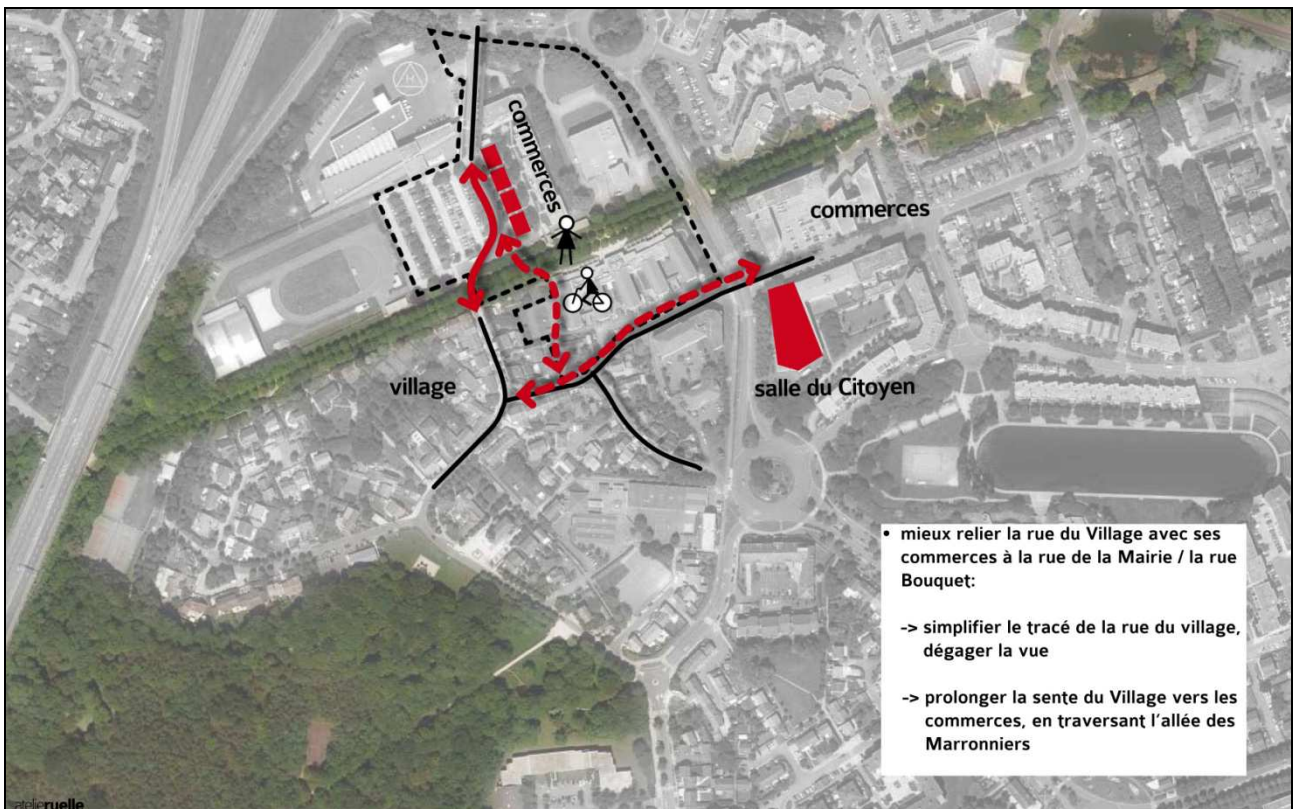 commerces
commerces
village
salle du Citoyen
• mieux relier la rue du Village avec ses
commerces à la rue de la Mairie / la rue
Bouquet:
-> simplifier le tracé de la rue du village,
dégager la vue
-> prolonger la sente du Village vers les
commerces, en traversant l'allée des
Marronniers
atelierruelle
H